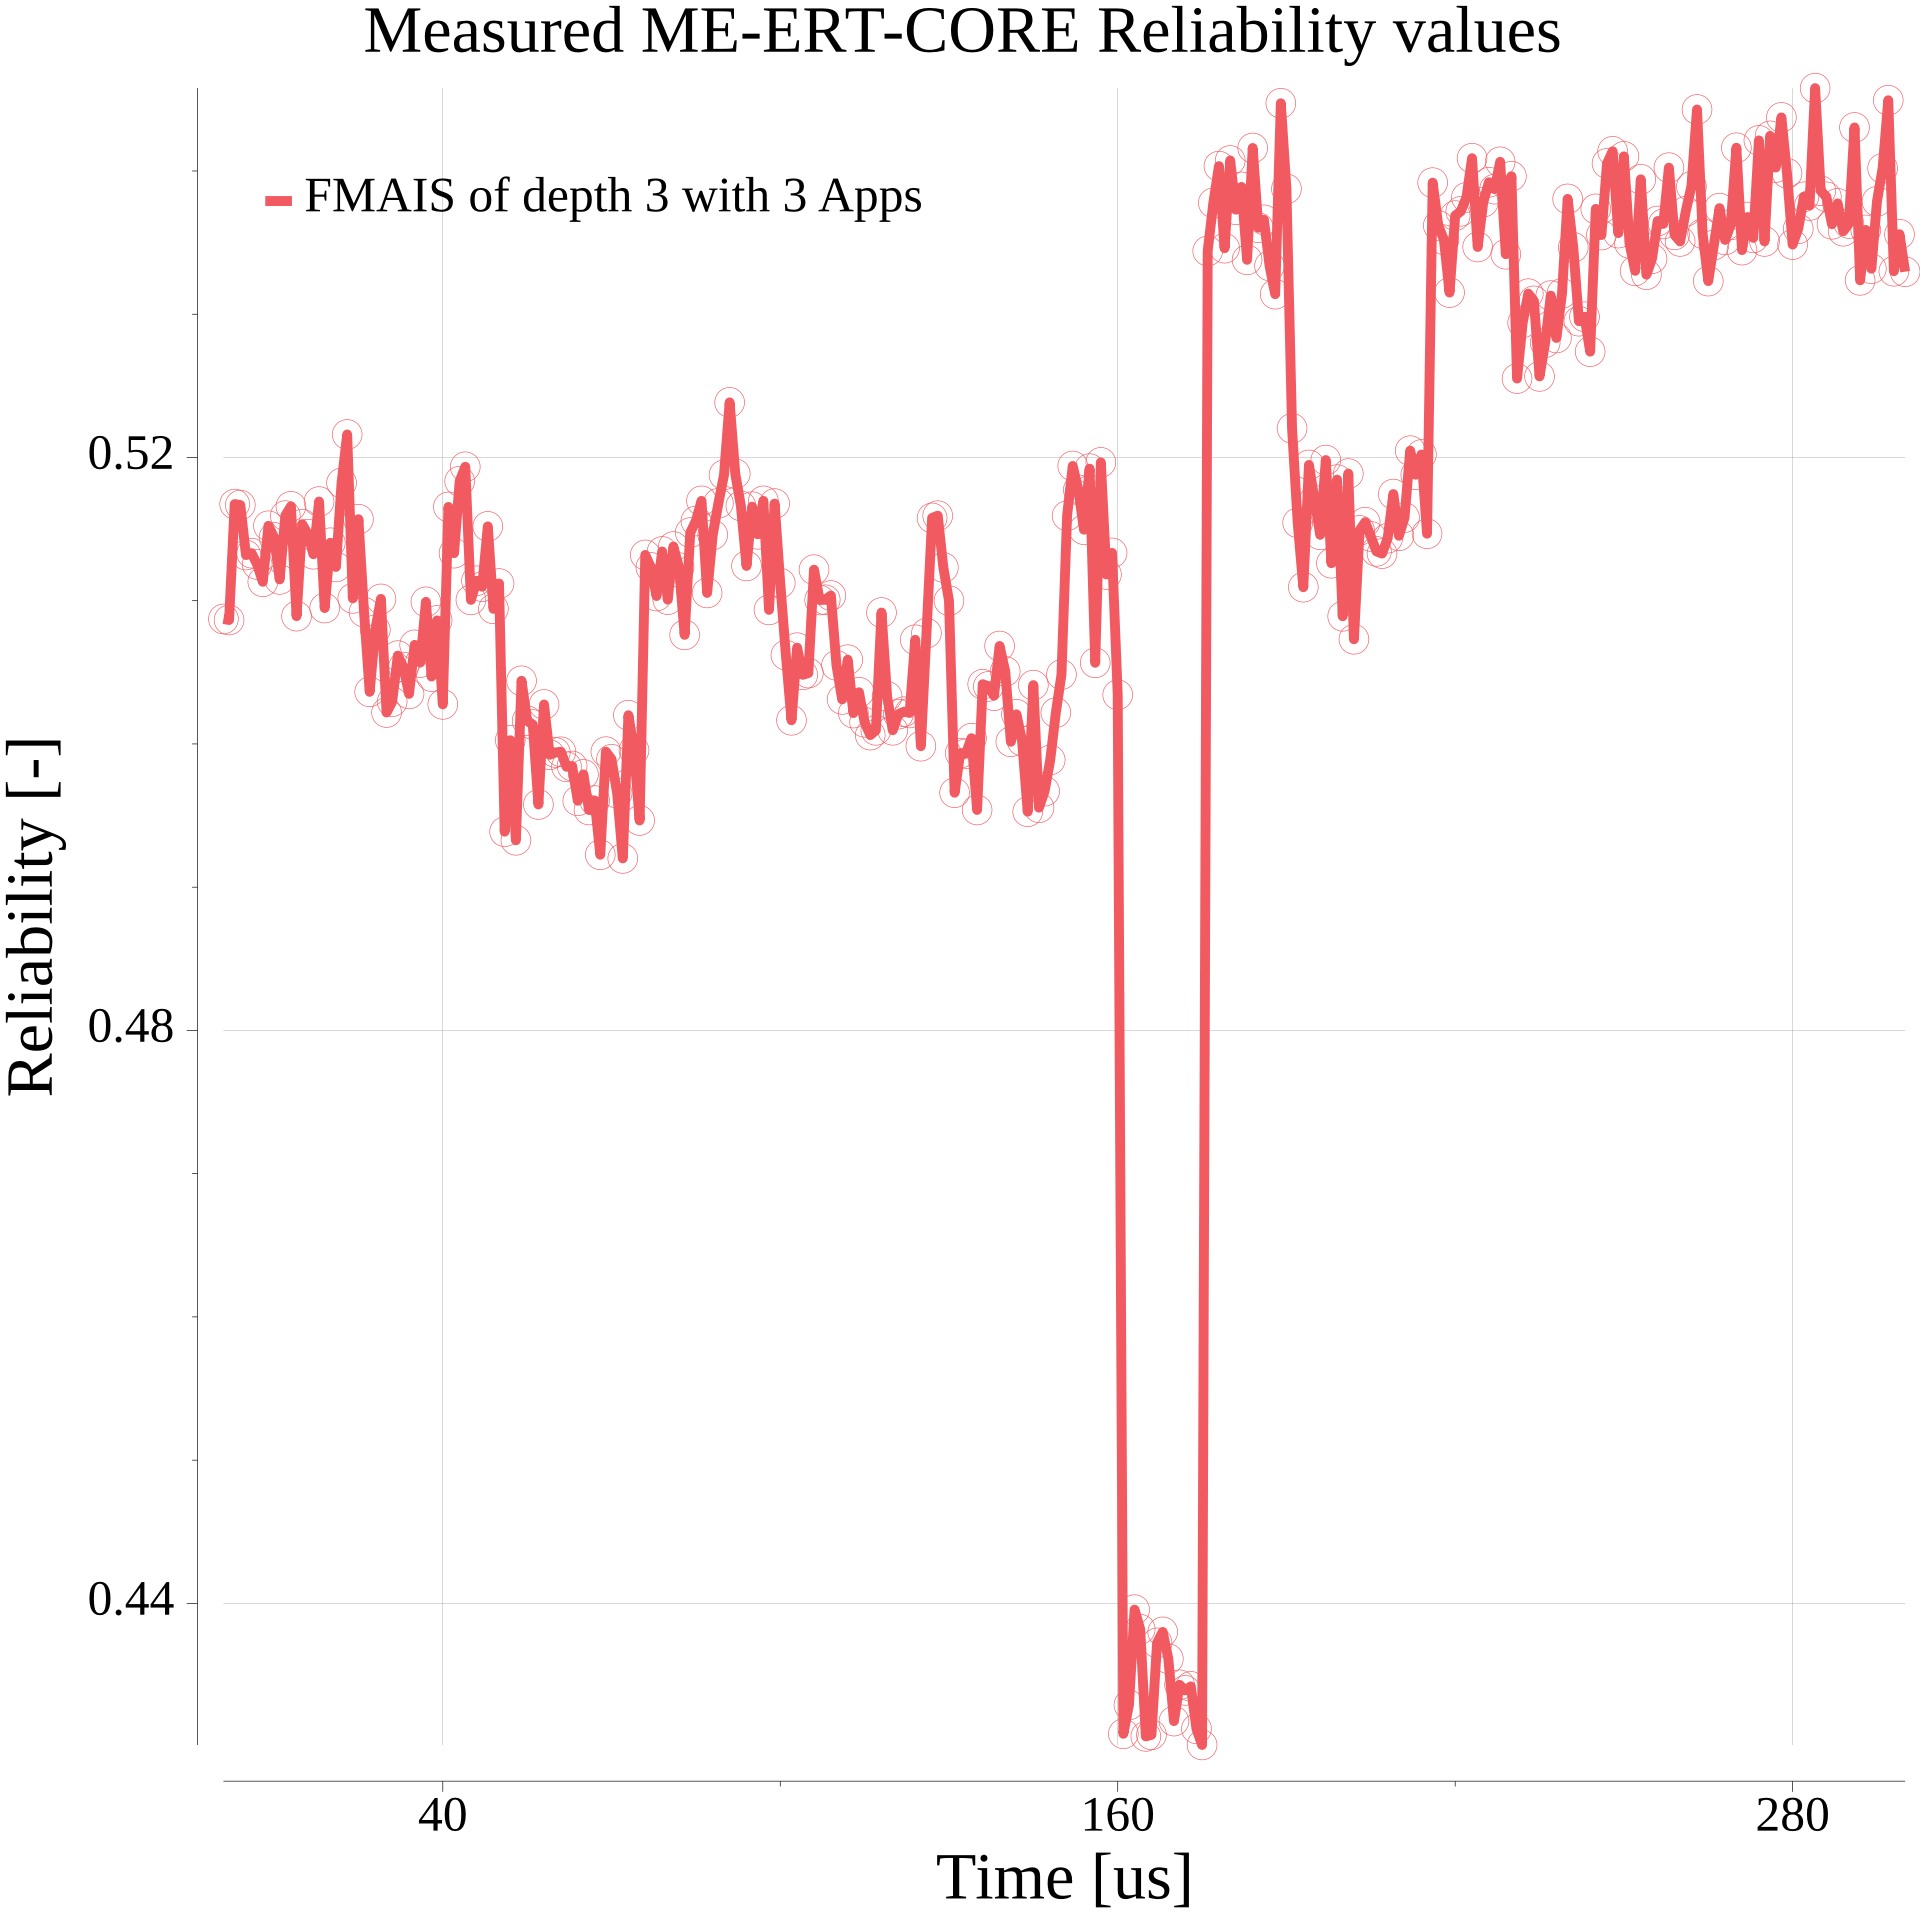 Measured ME-ERT-CORE Reliability values
FMAIS of depth 3 with 3 Apps
0.52
0.48
0.44
Reliability [-]
40
160
280
Time [us]